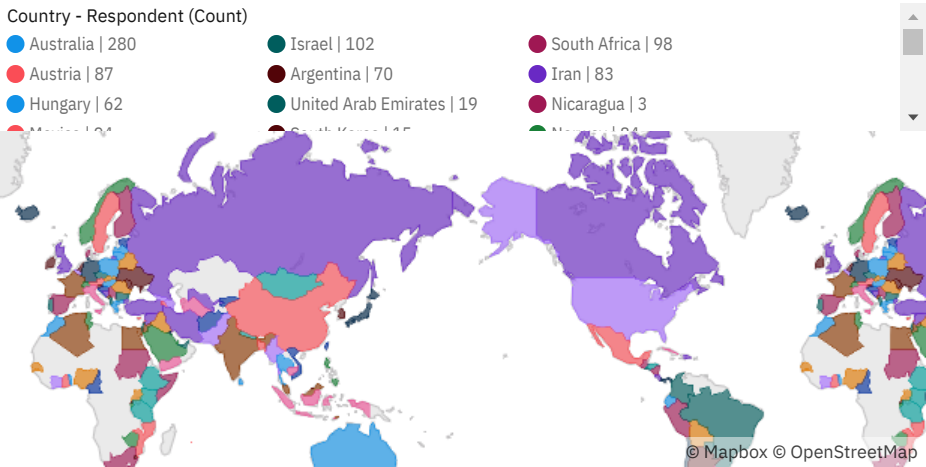 Country - Respondent (Count)
Australia | 280 Israel | 102 South Africa | 98
Austria | 87 Argentina | 70 Iran | 83
Hungary | 62 United Arab Emirates | 19 Nicaragua | 3
© Mapbox © OpenStreetMap